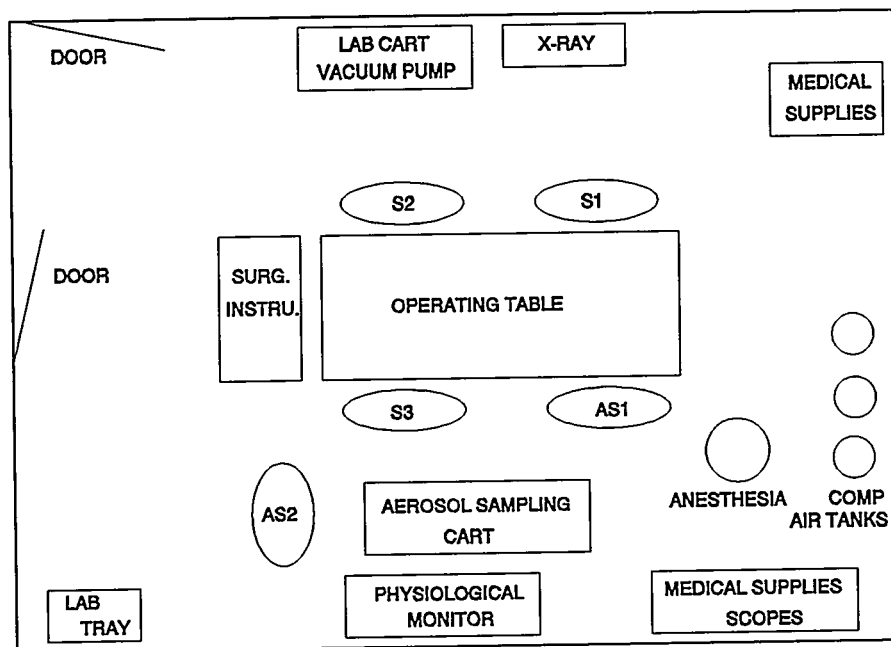 DOOR
LAB CART
VACUUM PUMP
X-RAY
MEDICAL
SUPPLIES
S2
S1
DOOR
SURG.
INSTRU.
OPERATING TABLE
S3
AS1
AS2
AEROSOL SAMPLING
CART
ANESTHESIA
COMP
AIR TANKS
LAB
TRAY
PHYSIOLOGICAL
MONITOR
MEDICAL SUPPLIES
SCOPES